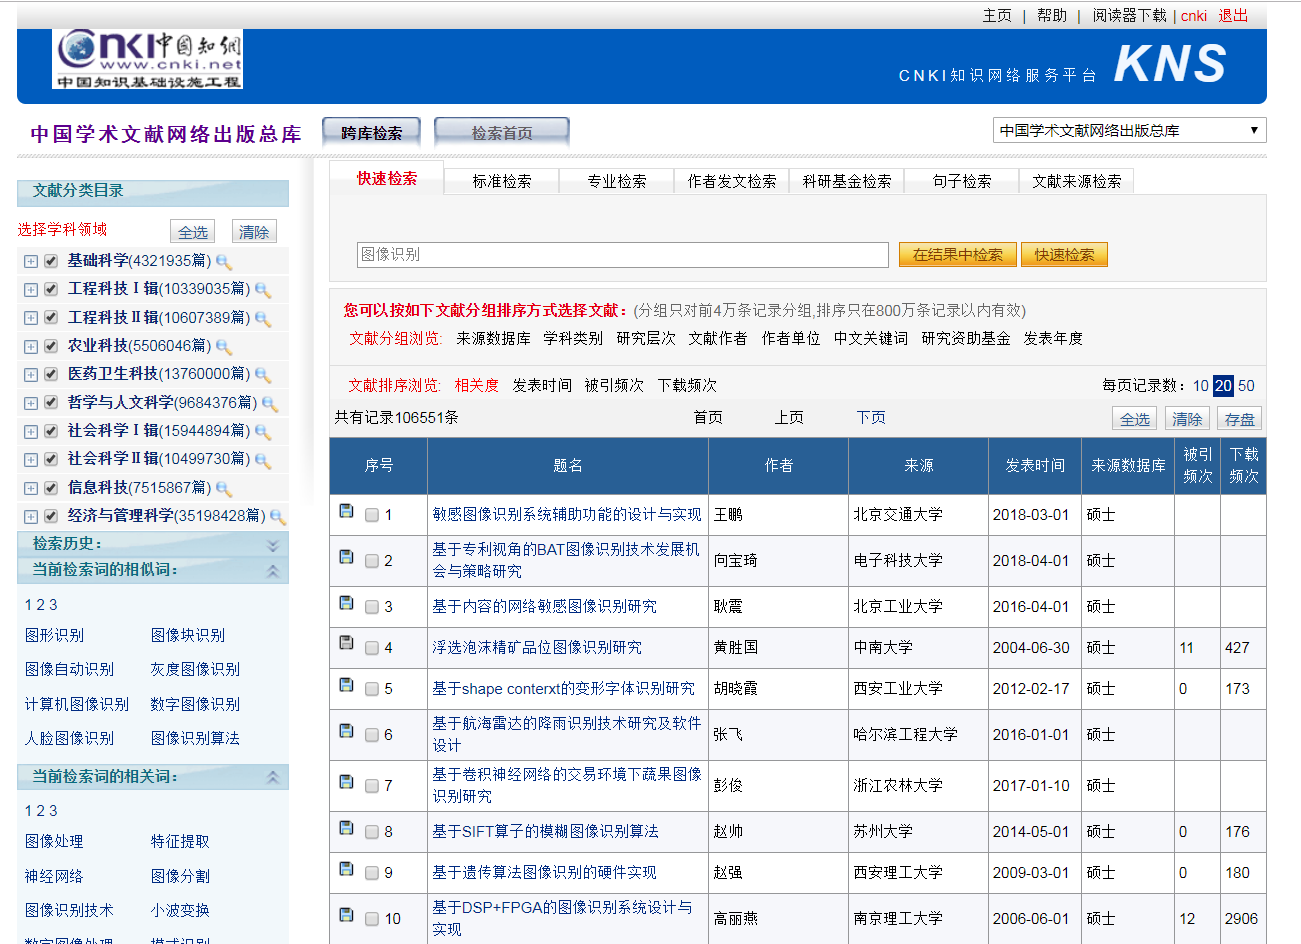 主页 | 帮助 | 阅读器下载 | cnki 退出
cnki中国知网
www.cnki.net
中国知识基础设施工程
CNKI知识网络服务平台 KNS
中国学术文献网络出版总库 跨库检索 检索首页 中国学术文献网络出版总库
文献分类目录
选择学科领域 全选 清除
基础科学(4321935篇)
工程科技Ⅰ辑(10339035篇)
工程科技Ⅱ辑(10607389篇)
农业科技(5506046篇)
医药卫生科技(13760000篇)
哲学与人文科学(9684376篇)
社会科学Ⅰ辑(15944894篇)
社会科学Ⅱ辑(10499730篇)
信息科技(7515867篇)
经济与管理科学(35198428篇)
检索历史：
当前检索词的相似词：
1 2 3
图形识别 图像块识别
图像自动识别 灰度图像识别
计算机图像识别 数字图像识别
人脸图像识别 图像识别算法
当前检索词的相关词：
1 2 3
图像处理 特征提取
神经网络 图像分割
图像识别技术 小波变换
数字图像处理 模式识别
快速检索 标准检索 专业检索 作者发文检索 科研基金检索 句子检索 文献来源检索
图像识别 在结果中检索 快速检索
您可以按如下文献分组排序方式选择文献：(分组只对前4万条记录分组,排序只在800万条记录以内有效)
文献分组浏览: 来源数据库 学科类别 研究层次 文献作者 作者单位 中文关键词 研究资助基金 发表年度
文献排序浏览: 相关度 发表时间 被引频次 下载频次 每页记录数：10 20 50
共有记录106551条 首页 上页 下页 全选 清除 存盘
序号 题名 作者 来源 发表时间 来源数据库 被引频次 下载频次
1 敏感图像识别系统辅助功能的设计与实现 王鹏 北京交通大学 2018-03-01 硕士
2 基于专利视角的BAT图像识别技术发展机会与策略研究 向宝琦 电子科技大学 2018-04-01 硕士
3 基于内容的网络敏感图像识别研究 耿震 北京工业大学 2016-04-01 硕士
4 浮选泡沫精矿品位图像识别研究 黄胜国 中南大学 2004-06-30 硕士 11 427
5 基于shape conterxt的变形字体识别研究 胡晓霞 西安工业大学 2012-02-17 硕士 0 173
6 基于航海雷达的降雨识别技术研究及软件设计 张飞 哈尔滨工程大学 2016-01-01 硕士
7 基于卷积神经网络的交易环境下蔬果图像识别研究 彭俊 浙江农林大学 2017-01-10 硕士
8 基于SIFT算子的模糊图像识别算法 赵帅 苏州大学 2014-05-01 硕士 0 176
9 基于遗传算法图像识别的硬件实现 赵强 西安理工大学 2009-03-01 硕士 0 180
10 基于DSP+FPGA的图像识别系统设计与实现 高丽燕 南京理工大学 2006-06-01 硕士 12 2906